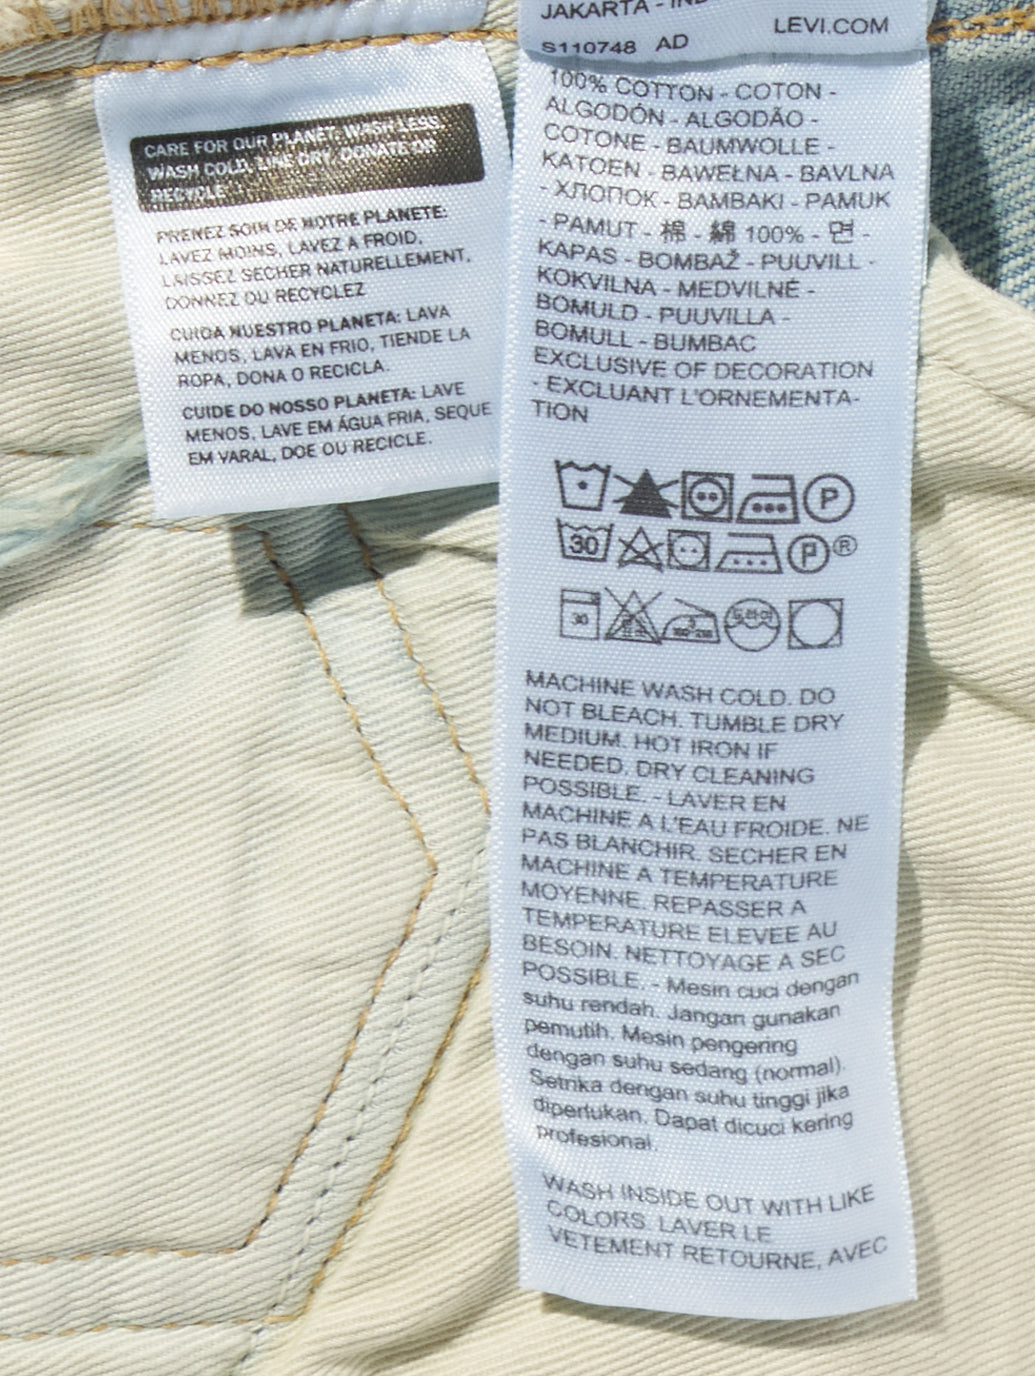 CARE FOR OUR PLANET: WASH LESS,
WASH COLD, LINE DRY, DONATE OR
RECYCLE.
PRENEZ SOIN DE NOTRE PLANETE:
LAVEZ MOINS, LAVEZ A FROID,
LAISSEZ SECHER NATURELLEMENT,
DONNEZ OU RECYCLEZ
CUIDA NUESTRO PLANETA: LAVA
MENOS, LAVA EN FRIO, TIENDE LA
ROPA, DONA O RECICLA.
CUIDE DO NOSSO PLANETA: LAVE
MENOS, LAVE EM ÁGUA FRIA, SEQUE
EM VARAL, DOE OU RECICLE.
JAKARTA -
LEVI.COM
S110748 AD
100% COTTON - COTON -
ALGODÓN - ALGODÃO -
COTONE - BAUMWOLLE -
KATOEN - BAWEŁNA - BAVLNA
- ХЛОПОК - BAMBAKI - PAMUK
- PAMUT - 棉 - 綿 100% - 면 -
KAPAS - BOMBAŽ - PUUVILL -
KOKVILNA - MEDVILNĖ -
BOMULD - PUUVILLA -
BOMULL - BUMBAC
EXCLUSIVE OF DECORATION
- EXCLUANT L'ORNEMENTA-
TION
P
30 P ®
30 드라이
MACHINE WASH COLD. DO
NOT BLEACH. TUMBLE DRY
MEDIUM. HOT IRON IF
NEEDED. DRY CLEANING
POSSIBLE. - LAVER EN
MACHINE A L'EAU FROIDE. NE
PAS BLANCHIR. SECHER EN
MACHINE A TEMPERATURE
MOYENNE. REPASSER A
TEMPERATURE ELEVEE AU
BESOIN. NETTOYAGE A SEC
POSSIBLE. - Mesin cuci dengan
suhu rendah. Jangan gunakan
pemutih. Mesin pengering
dengan suhu sedang (normal).
Setrika dengan suhu tinggi jika
diperlukan. Dapat dicuci kering
profesional.
WASH INSIDE OUT WITH LIKE
COLORS. LAVER LE
VETEMENT RETOURNE, AVEC